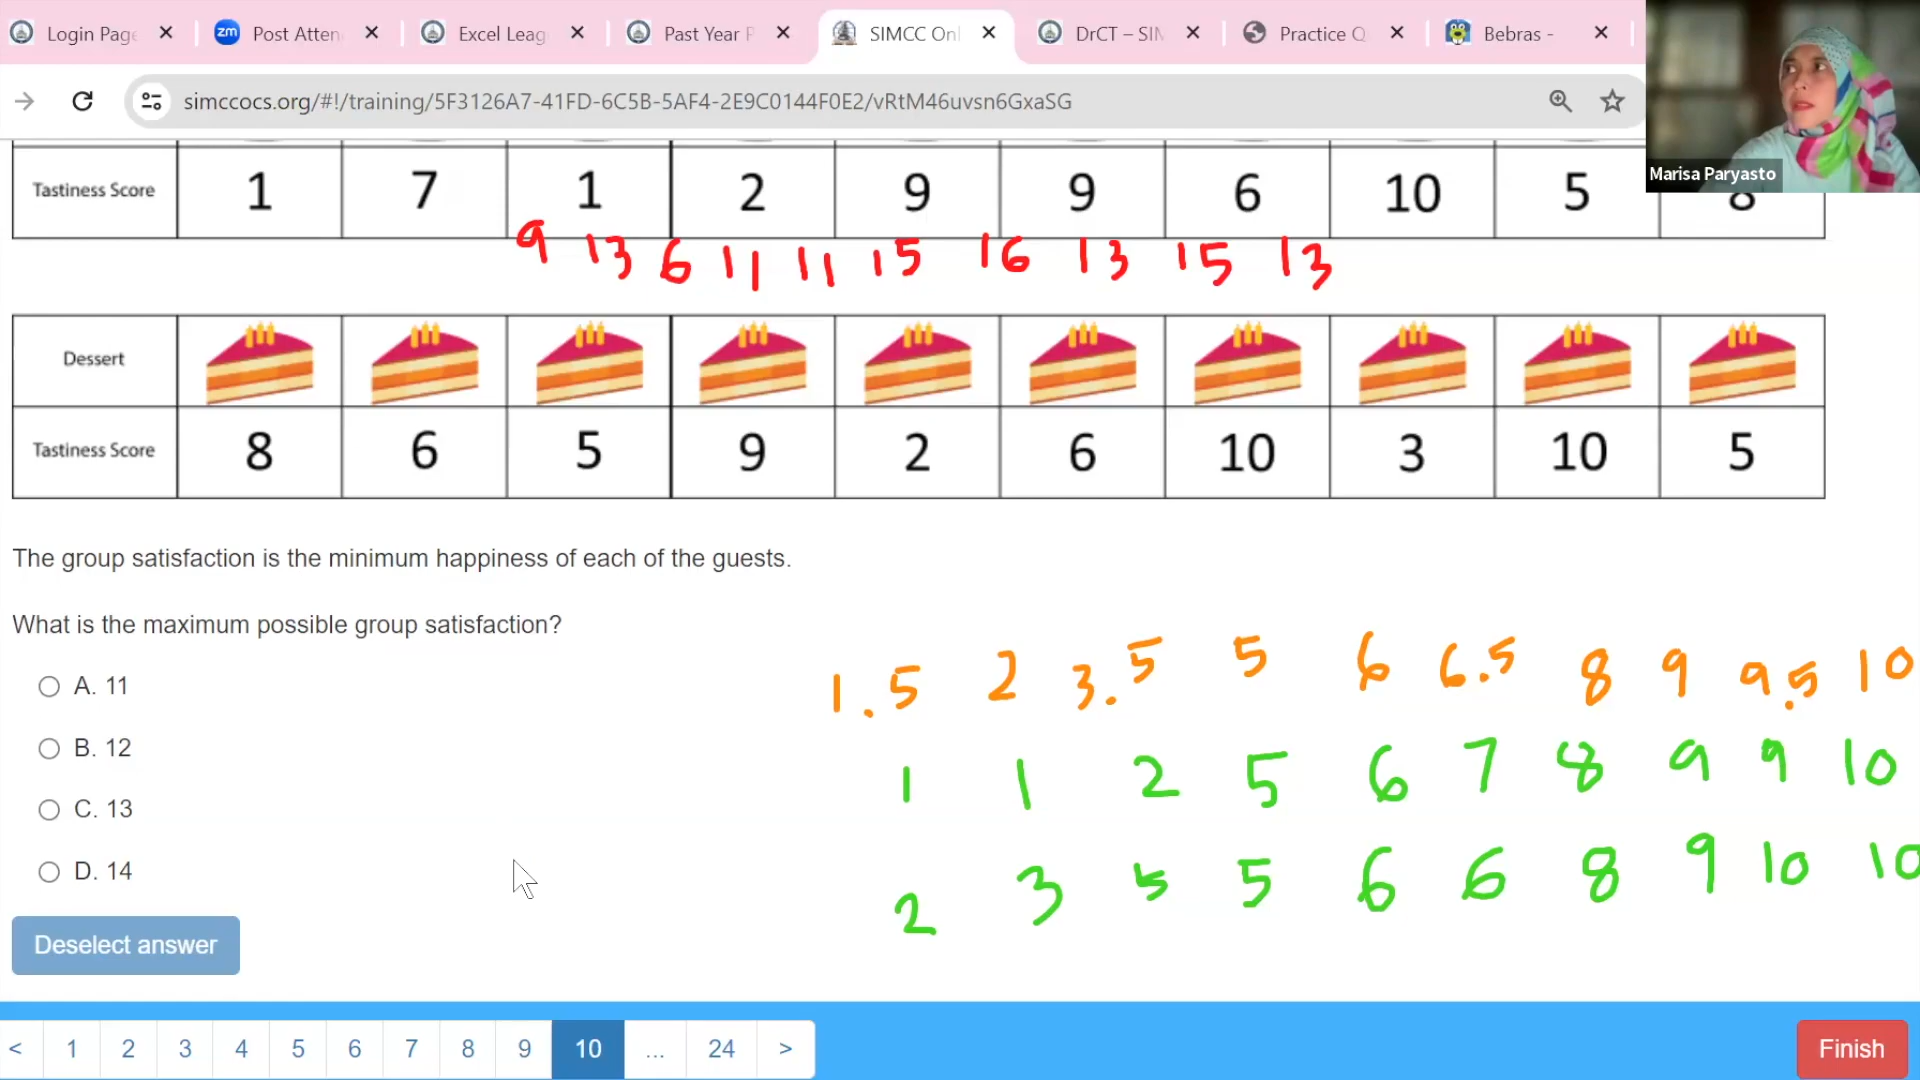 Login Page Post Atten Excel Leag Past Year P SIMCC Onl DrCT – SIM Practice Q Bebras -
simccocs.org/#!/training/5F3126A7-41FD-6C5B-5AF4-2E9C0144F0E2/vRtM46uvsn6GxaSG
Marisa Paryasto
Tastiness Score 1 7 1 2 9 9 6 10 5 8
9 13 6 11 11 15 16 13 15 13
Dessert
Tastiness Score 8 6 5 9 2 6 10 3 10 5
The group satisfaction is the minimum happiness of each of the guests.
What is the maximum possible group satisfaction?
1.5 2 3.5 5 6 6.5 8 9 9.5 10
A. 11
B. 12
1 1 2 5 6 7 8 9 9 10
C. 13
D. 14
2 3 5 5 6 6 8 9 10 10
Deselect answer
< 1 2 3 4 5 6 7 8 9 10 ... 24 >
Finish